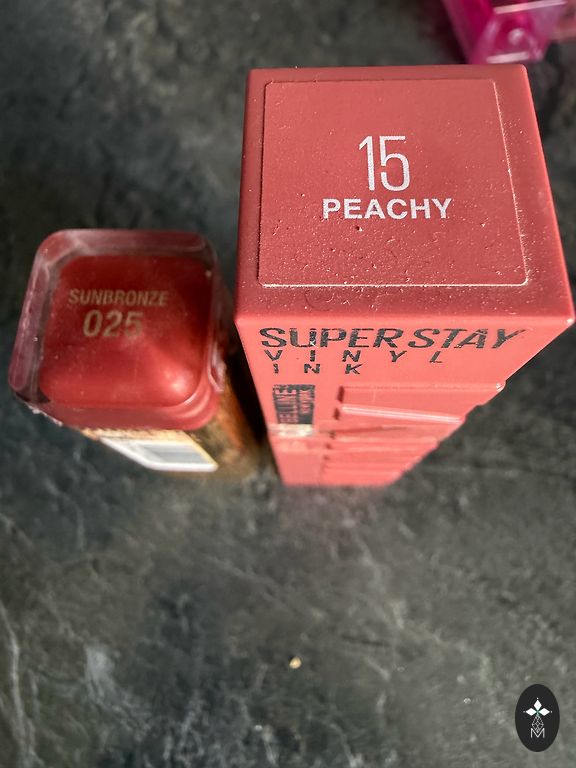 15
PEACHY
SUNBRONZE
025
SUPERSTAY
VINYL
INK